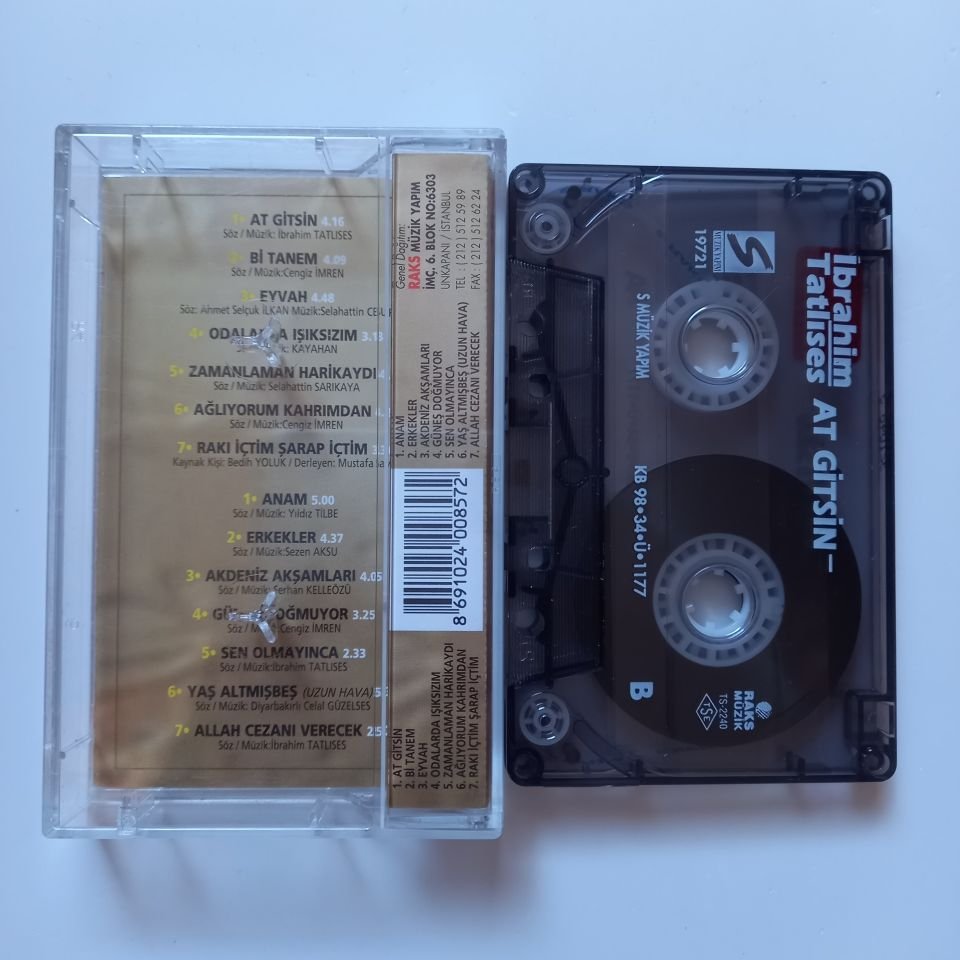 1• AT GİTSİN 4.16
Söz / Müzik: İbrahim TATLISES
2• Bİ TANEM 4.09
Söz / Müzik:Cengiz İMREN
3• EYVAH 4.48
Söz: Ahmet Selçuk İLKAN Müzik:Selahattin
4• ODALARDA IŞIKSIZIM 3.13
KAYAHAN
5• ZAMANLAMAN HARİKAYDI
Söz / Müzik: Selahattin SARIKAYA
6• AĞLIYORUM KAHRIMDAN
Söz / Müzik:Cengiz İMREN
7• RAKI İÇTİM ŞARAP İÇTİM
Kaynak Kişi: Bedih YOLUK / Derleyen: Mustafa
1• ANAM 5.00
Söz / Müzik: Yıldız TİLBE
2• ERKEKLER 4.37
Söz / Müzik:Sezen AKSU
3• AKDENİZ AKŞAMLARI 4.05
Söz / Müzik:Serhan KELLEÖZÜ
4• DOĞMUYOR 3.25
Söz / Cengiz İMREN
5• SEN OLMAYINCA 2.33
Söz / Müzik:İbrahim TATLISES
6• YAŞ ALTMIŞBEŞ (UZUN HAVA)
Söz / Müzik: Diyarbakırlı Celal GÜZELSES
7• ALLAH CEZANI VERECEK
Söz / Müzik:İbrahim TATLISES
Genel Dağıtım:
RAKS MÜZİK YAPIM
İMÇ. 6. BLOK NO:6303
UNKAPANI / İSTANBUL
TEL : ( 212 ) 512 59 89
FAX : ( 212 ) 512 62 24
1. ANAM
2. ERKEKLER
3. AKDENİZ AKŞAMLARI
4. GÜNEŞ DOĞMUYOR
5. SEN OLMAYINCA
6. YAŞ ALTMIŞBEŞ (UZUN HAVA)
7. ALLAH CEZANI VERECEK
8 691024 008572
1. AT GİTSİN
2. Bİ TANEM
3. EYVAH
4. ODALARDA IŞIKSIZIM
5. ZAMANLAMAN HARİKAYDI
6. AĞLIYORUM KAHRIMDAN
7. RAKI İÇTİM ŞARAP İÇTİM
İbrahim
Tatlıses AT GİTSİN
S
MÜZİK YAPIM
19721
S MÜZİK YAPIM
KB 98•34•Ü•1177
B
RAKS
MÜZİK
TS-2240
TSE